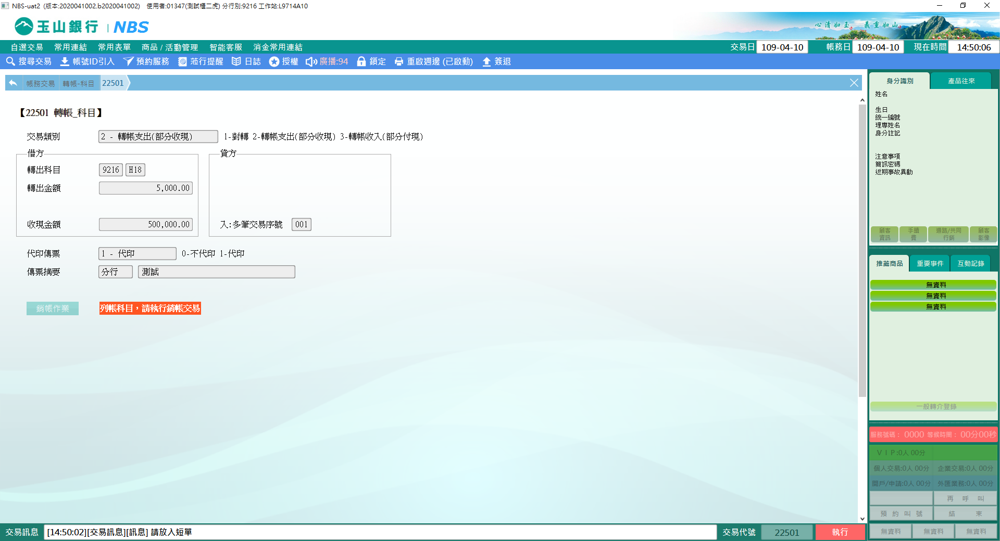 NBS-uat2 (版本:2020041002.b2020041002) 使用者:01347(測試櫃二虎) 分行別:9216 工作站:L9714A10
玉山銀行 | NBS
心清如玉。義重如山。
自選交易 常用連結 常用表單 商品 / 活動管理 智能客服 消金常用連結 交易日 109-04-10 帳務日 109-04-10 現在時間 14:50:06
搜尋交易 帳號ID引入 預約服務 蒞行提醒 日誌 授權 廣播:94 鎖定 重啟週邊 (已啟動) 簽退
帳務交易 轉帳-科目 22501
【22501 轉帳_科目】
交易類別 2 - 轉帳支出(部分收現) 1-對轉 2-轉帳支出(部分收現) 3-轉帳收入(部分付現)
借方
轉出科目 9216 H18
轉出金額 5,000.00
收現金額 500,000.00
貸方
入:多筆交易序號 001
代印傳票 1 - 代印 0-不代印 1-代印
傳票摘要 分行 測試
銷帳作業 列帳科目，請執行銷帳交易
身分識別 產品往來
姓名
生日
統一編號
理專姓名
身分註記
注意事項
簡訊密碼
近期事故異動
顧客資訊 手續費 通路/共同行銷 顧客影像
推薦商品 重要事件 互動記錄
無資料
無資料
無資料
一般轉介登錄
服務號碼： 0000 等候時間： 00分00秒
ＶＩＰ:0人 00分
個人交易:0人 00分 企業交易:0人 00分
開戶/申請:0人 00分 外匯業務:0人 00分
再 呼 叫
預 約 叫 號 結 束
無資料 無資料 無資料
交易訊息 [14:50:02][交易訊息][訊息] 請放入短單 交易代號 22501 執行